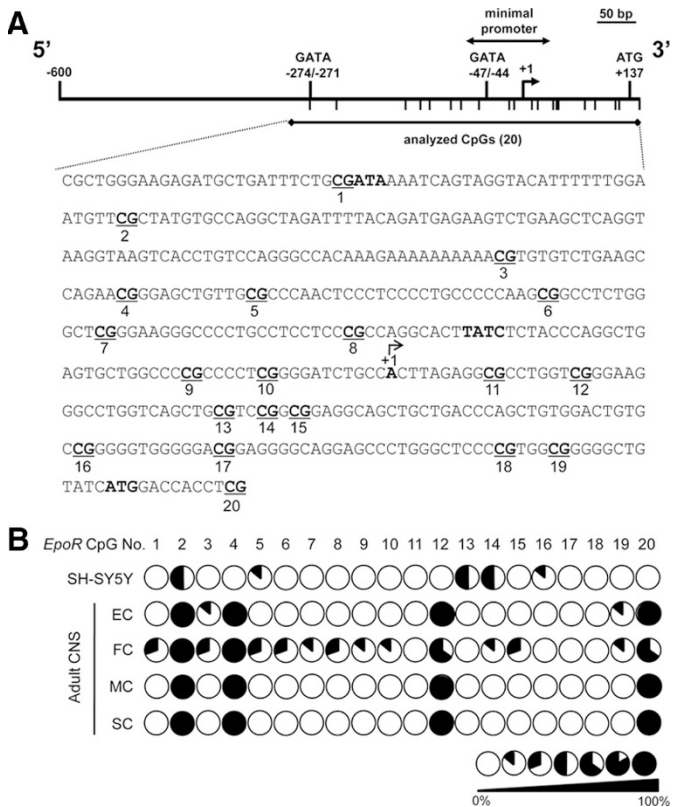 A
5'
3'
minimal
promoter
50 bp
-600
GATA
-274/-271
GATA
-47/-44
+1
ATG
+137
analyzed CpGs (20)
CGCTGGGAAGAGATGCTGATTTCTGCGATAAAATCAGTAGGTACATTTTTTGGA
1
ATGTTCGCTATGTGCCAGGCTAGATTTTACAGATGAGAAGTCTGAAGCTCAGGT
2
AAGGTAAGTCACCTGTCCAGGGCCACAAAGAAAAAAAAAACGTGTGTCTGAAGC
3
CAGAACGGGAGCTGTTGCGCCCAACTCCCTCCCCTGCCCCCAAGCGGCCTCTGG
4 5 6
GCTCGGGAAGGGCCCCTGCCTCCTCCCGCCAGGCACTTATCTCTACCCAGGCTG
7 8
+1
AGTGCTGGCCCCGCCCCTCGGGGATCTGCCACTTAGAGGCGCCTGGTCGGGAAG
9 10 11 12
GGCCTGGTCAGCTGCGTCCGGCGGAGGCAGCTGCTGACCCAGCTGTGGACTGTG
13 14 15
CCGGGGGTGGGGGACGGAGGGGCAGGAGCCCTGGGCTCCCCGTGGCGGGGGCTG
16 17 18 19
TATCATGGACCACCTCG
20
B
EpoR CpG No. 1 2 3 4 5 6 7 8 9 10 11 12 13 14 15 16 17 18 19 20
SH-SY5Y
Adult CNS
EC
FC
MC
SC
0% 100%